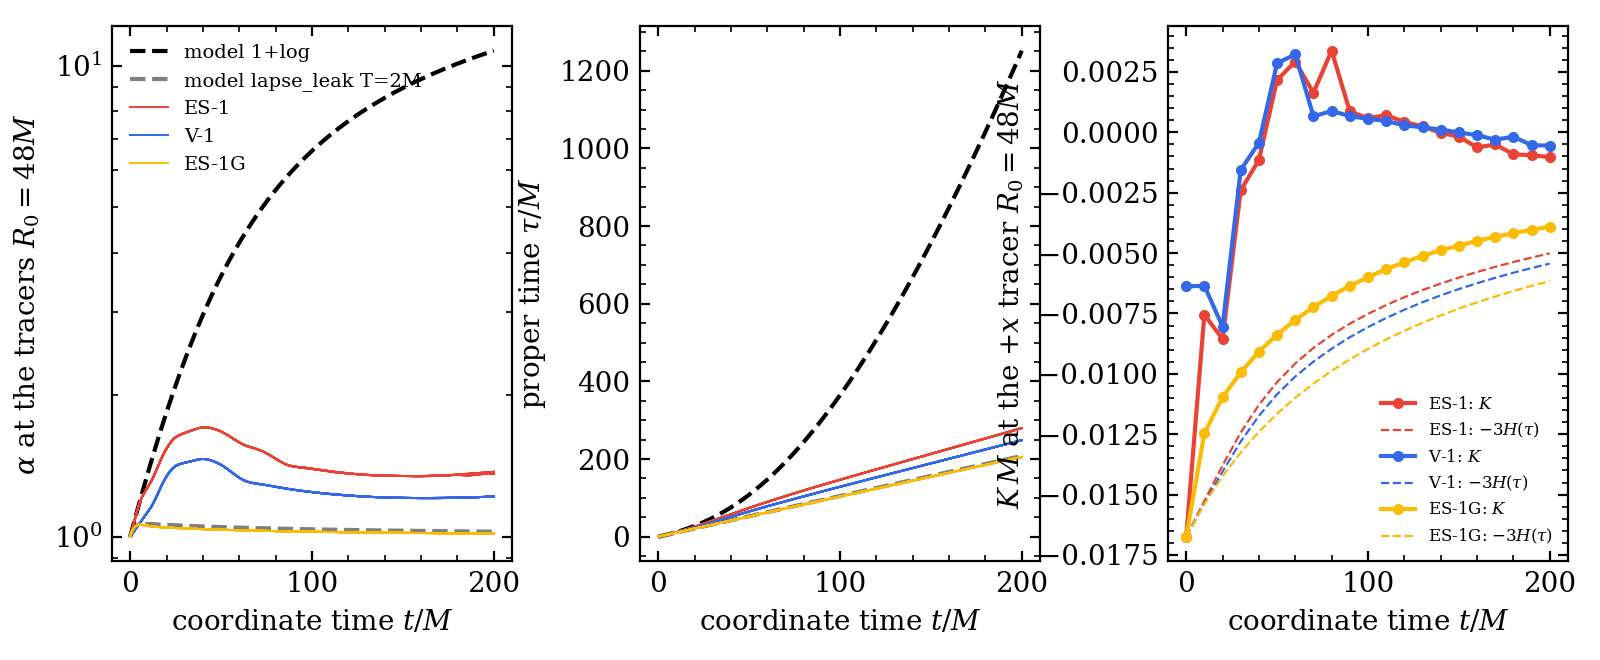 α at the tracers R₀ = 48M
10¹
10⁰
model 1+log
model lapse_leak T=2M
ES-1
V-1
ES-1G
0 100 200
coordinate time t/M
proper time τ/M
1200
1000
800
600
400
200
0
0 100 200
coordinate time t/M
K M at the +x tracer R₀ = 48M
0.0025
0.0000
−0.0025
−0.0050
−0.0075
−0.0100
−0.0125
−0.0150
−0.0175
ES-1: K
ES-1: −3H(τ)
V-1: K
V-1: −3H(τ)
ES-1G: K
ES-1G: −3H(τ)
0 100 200
coordinate time t/M